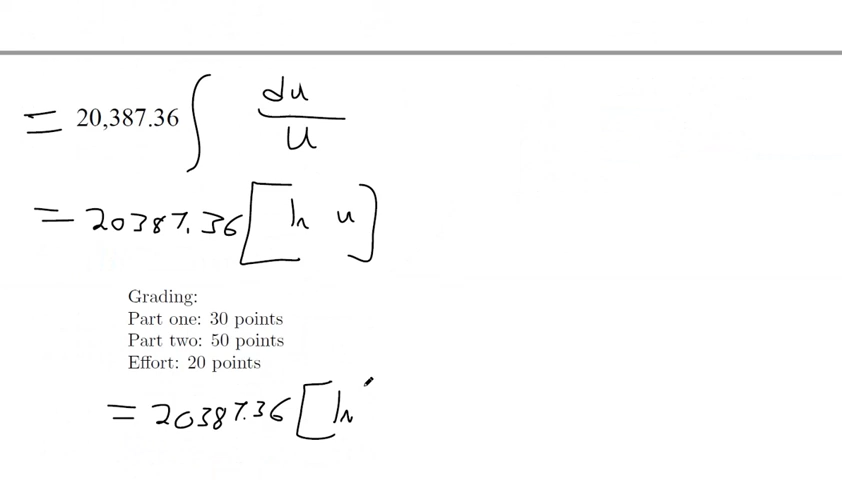 = 20,387.36 ∫ du/u
= 20387.36 [ ln u ]
Grading:
Part one: 30 points
Part two: 50 points
Effort: 20 points
= 20387.36 [ ln